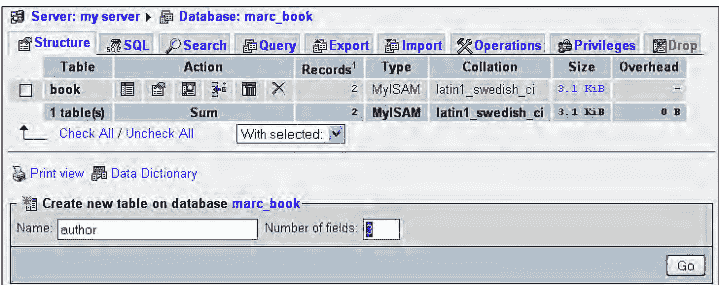 Server: my server ▸ Database: marc_book
Structure SQL Search Query Export Import Operations Privileges Drop
Table Action Records¹ Type Collation Size Overhead
book 2 MyISAM latin1_swedish_ci 3.1 KiB -
1 table(s) Sum 2 MyISAM latin1_swedish_ci 3.1 KiB 0 B
Check All / Uncheck All With selected:
Print view Data Dictionary
Create new table on database marc_book
Name: author Number of fields: 3
Go